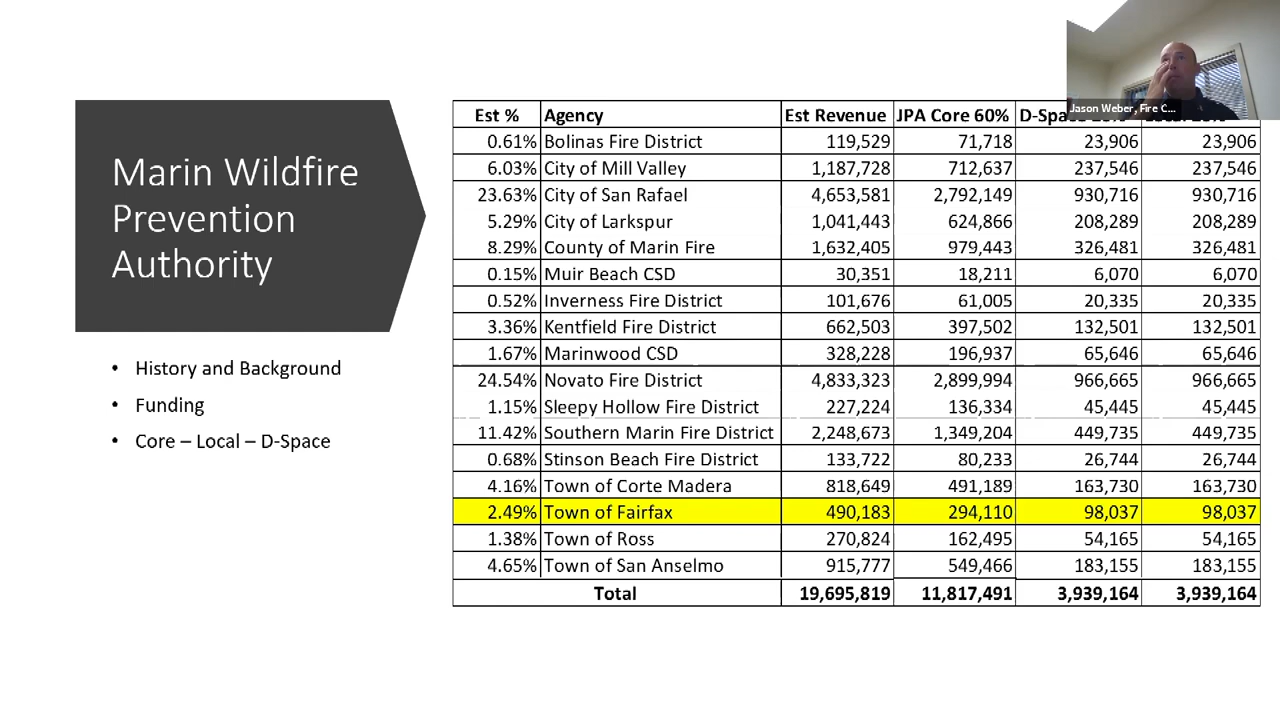 Jason Weber, Fire C...
Marin Wildfire
Prevention
Authority
• History and Background
• Funding
• Core – Local – D-Space
Est % Agency Est Revenue JPA Core 60%
0.61% Bolinas Fire District 119,529 71,718 23,906 23,906
6.03% City of Mill Valley 1,187,728 712,637 237,546 237,546
23.63% City of San Rafael 4,653,581 2,792,149 930,716 930,716
5.29% City of Larkspur 1,041,443 624,866 208,289 208,289
8.29% County of Marin Fire 1,632,405 979,443 326,481 326,481
0.15% Muir Beach CSD 30,351 18,211 6,070 6,070
0.52% Inverness Fire District 101,676 61,005 20,335 20,335
3.36% Kentfield Fire District 662,503 397,502 132,501 132,501
1.67% Marinwood CSD 328,228 196,937 65,646 65,646
24.54% Novato Fire District 4,833,323 2,899,994 966,665 966,665
1.15% Sleepy Hollow Fire District 227,224 136,334 45,445 45,445
11.42% Southern Marin Fire District 2,248,673 1,349,204 449,735 449,735
0.68% Stinson Beach Fire District 133,722 80,233 26,744 26,744
4.16% Town of Corte Madera 818,649 491,189 163,730 163,730
2.49% Town of Fairfax 490,183 294,110 98,037 98,037
1.38% Town of Ross 270,824 162,495 54,165 54,165
4.65% Town of San Anselmo 915,777 549,466 183,155 183,155
Total 19,695,819 11,817,491 3,939,164 3,939,164